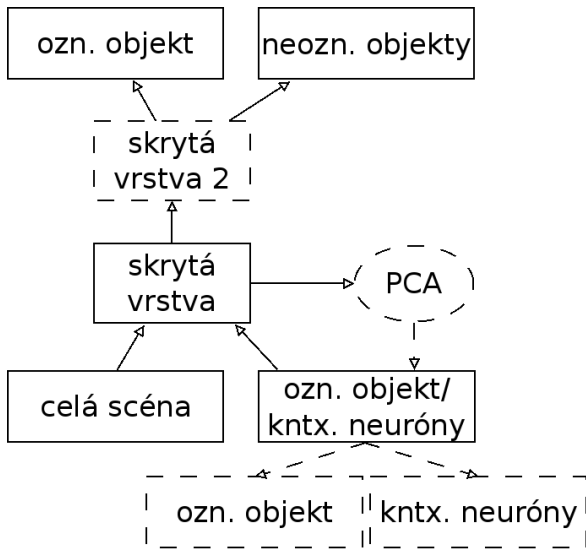 ozn. objekt
neozn. objekty
skrytá
vrstva 2
skrytá
vrstva
PCA
celá scéna
ozn. objekt/
kntx. neuróny
ozn. objekt
kntx. neuróny